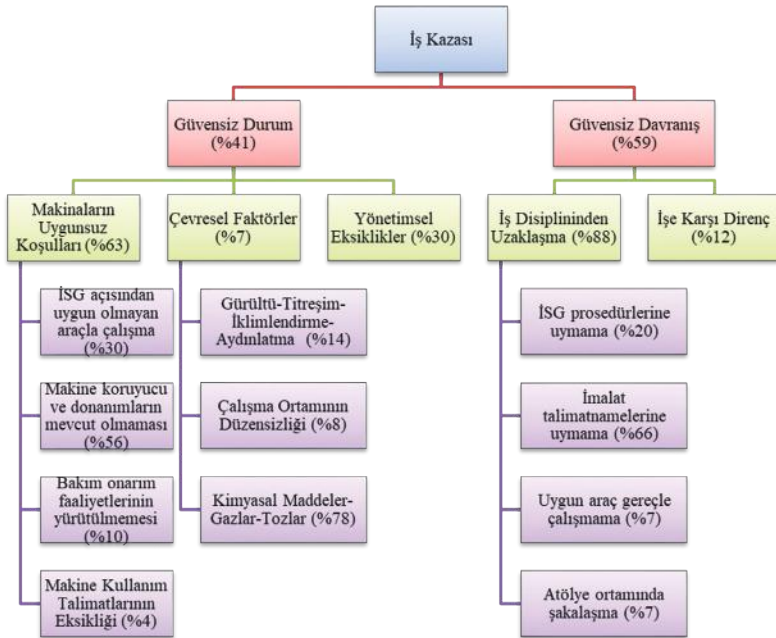 İş Kazası
Güvensiz Durum
(%41)
Güvensiz Davranış
(%59)
Makinaların
Uygunsuz
Koşulları (%63)
Çevresel Faktörler
(%7)
Yönetimsel
Eksiklikler (%30)
İş Disiplininden
Uzaklaşma (%88)
İşe Karşı Direnç
(%12)
İSG açısından
uygun olmayan
araçla çalışma
(%30)
Makine koruyucu
ve donanımların
mevcut olmaması
(%56)
Bakım onarım
faaliyetlerinin
yürütülmemesi
(%10)
Makine Kullanım
Talimatlarının
Eksikliği (%4)
Gürültü-Titreşim-
İklimlendirme-
Aydınlatma (%14)
Çalışma Ortamının
Düzensizliği (%8)
Kimyasal Maddeler-
Gazlar-Tozlar (%78)
İSG prosedürlerine
uymama (%20)
İmalat
talimatnamelerine
uymama (%66)
Uygun araç gereçle
çalışmama (%7)
Atölye ortamında
şakalaşma (%7)